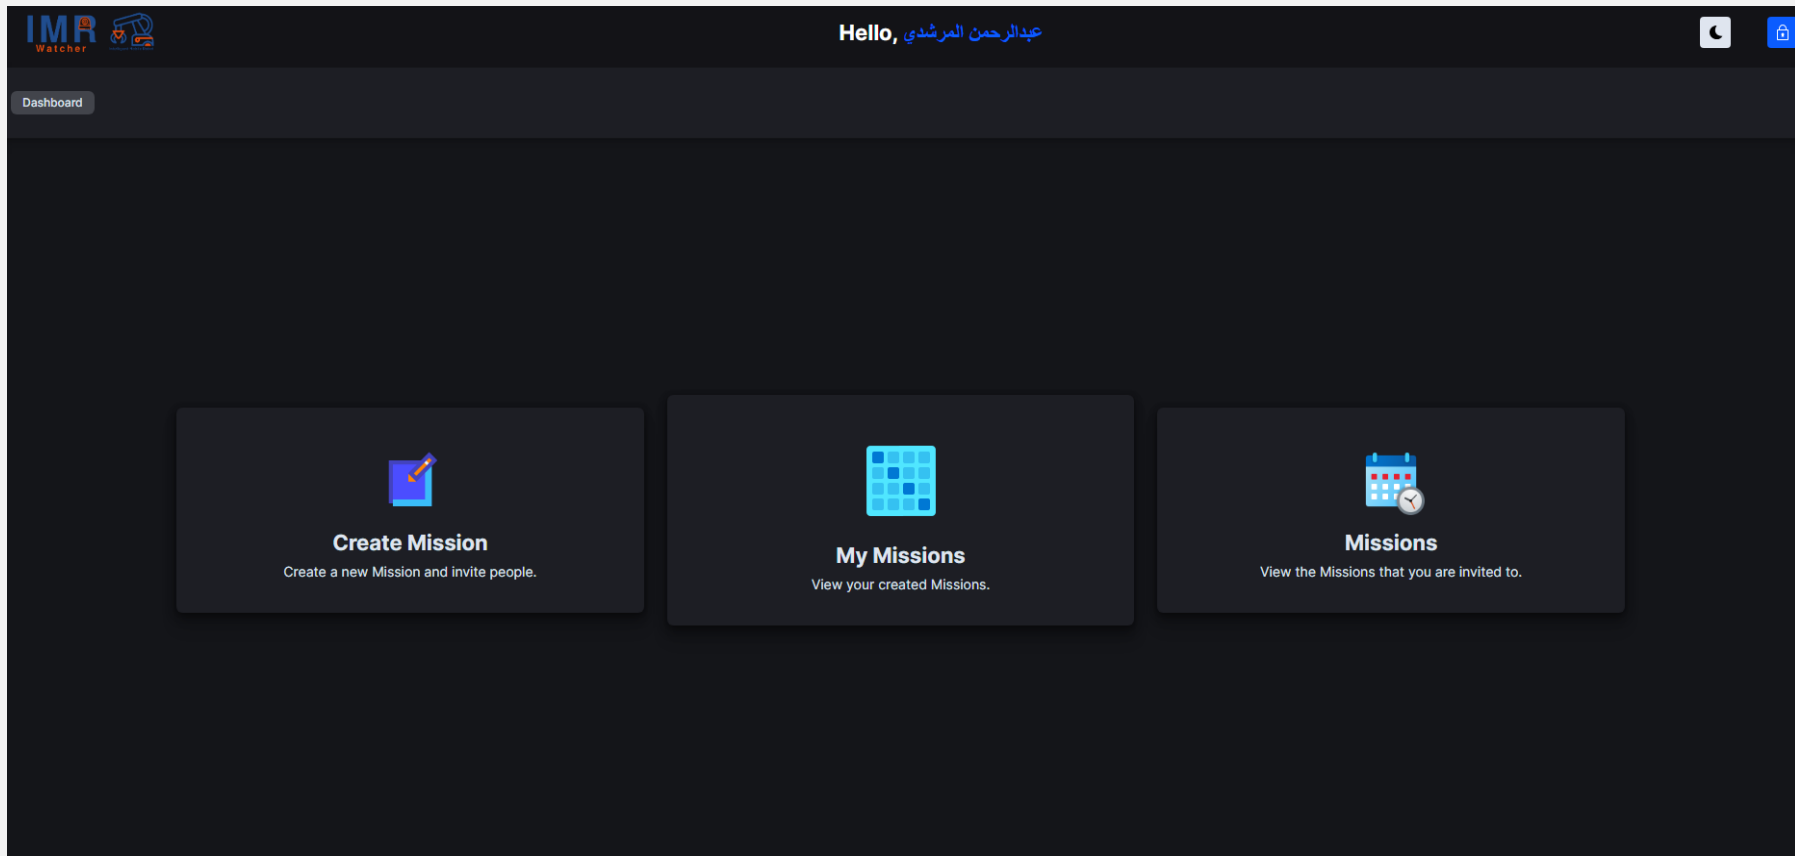 IMR
Watcher
Hello, عبدالرحمن المرشدي
Dashboard
Create Mission
Create a new Mission and invite people.
My Missions
View your created Missions.
Missions
View the Missions that you are invited to.